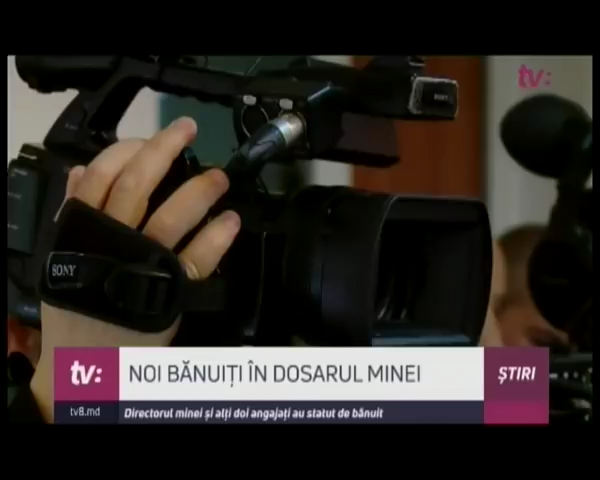 tv:
SONY
SONY
tv: NOI BĂNUIȚI ÎN DOSARUL MINEI ȘTIRI
tv8.md Directorul minei și alți doi angajați au statut de bănuit